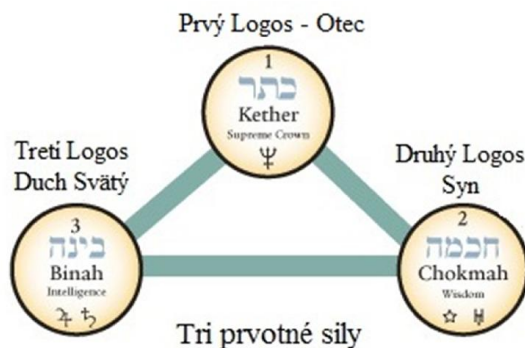 Prvý Logos - Otec
1
כתר
Kether
Supreme Crown
♆
Tretí Logos
Duch Svätý
3
בינה
Binah
Intelligence
♃ ♄
Druhý Logos
Syn
2
חכמה
Chokmah
Wisdom
☆ ♅
Tri prvotné sily